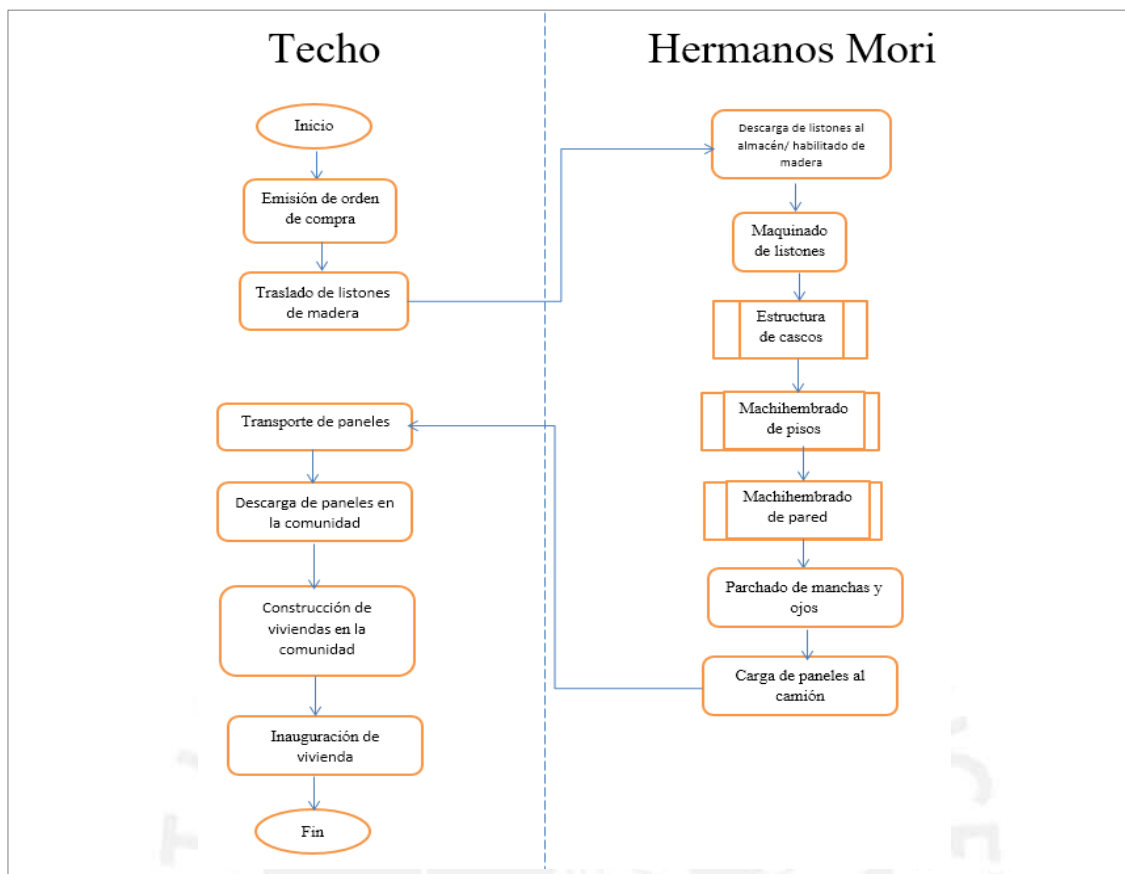 Techo
Inicio
Emisión de orden
de compra
Traslado de listones
de madera
Transporte de paneles
Descarga de paneles en
la comunidad
Construcción de
viviendas en la
comunidad
Inauguración de
vivienda
Fin
Hermanos Mori
Descarga de listones al
almacén/ habilitado de
madera
Maquinado
de listones
Estructura
de cascos
Machihembrado
de pisos
Machihembrado
de pared
Parchado de manchas y
ojos
Carga de paneles al
camión